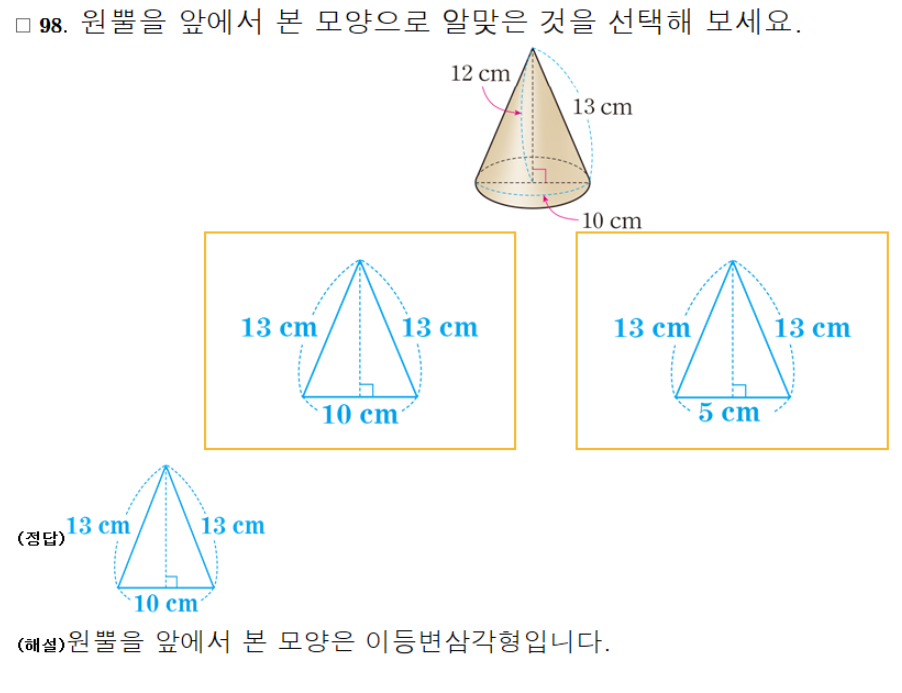 □ 98. 원뿔을 앞에서 본 모양으로 알맞은 것을 선택해 보세요.
12 cm
13 cm
10 cm
13 cm 13 cm
10 cm
13 cm 13 cm
5 cm
(정답) 13 cm 13 cm
10 cm
(해설)원뿔을 앞에서 본 모양은 이등변삼각형입니다.